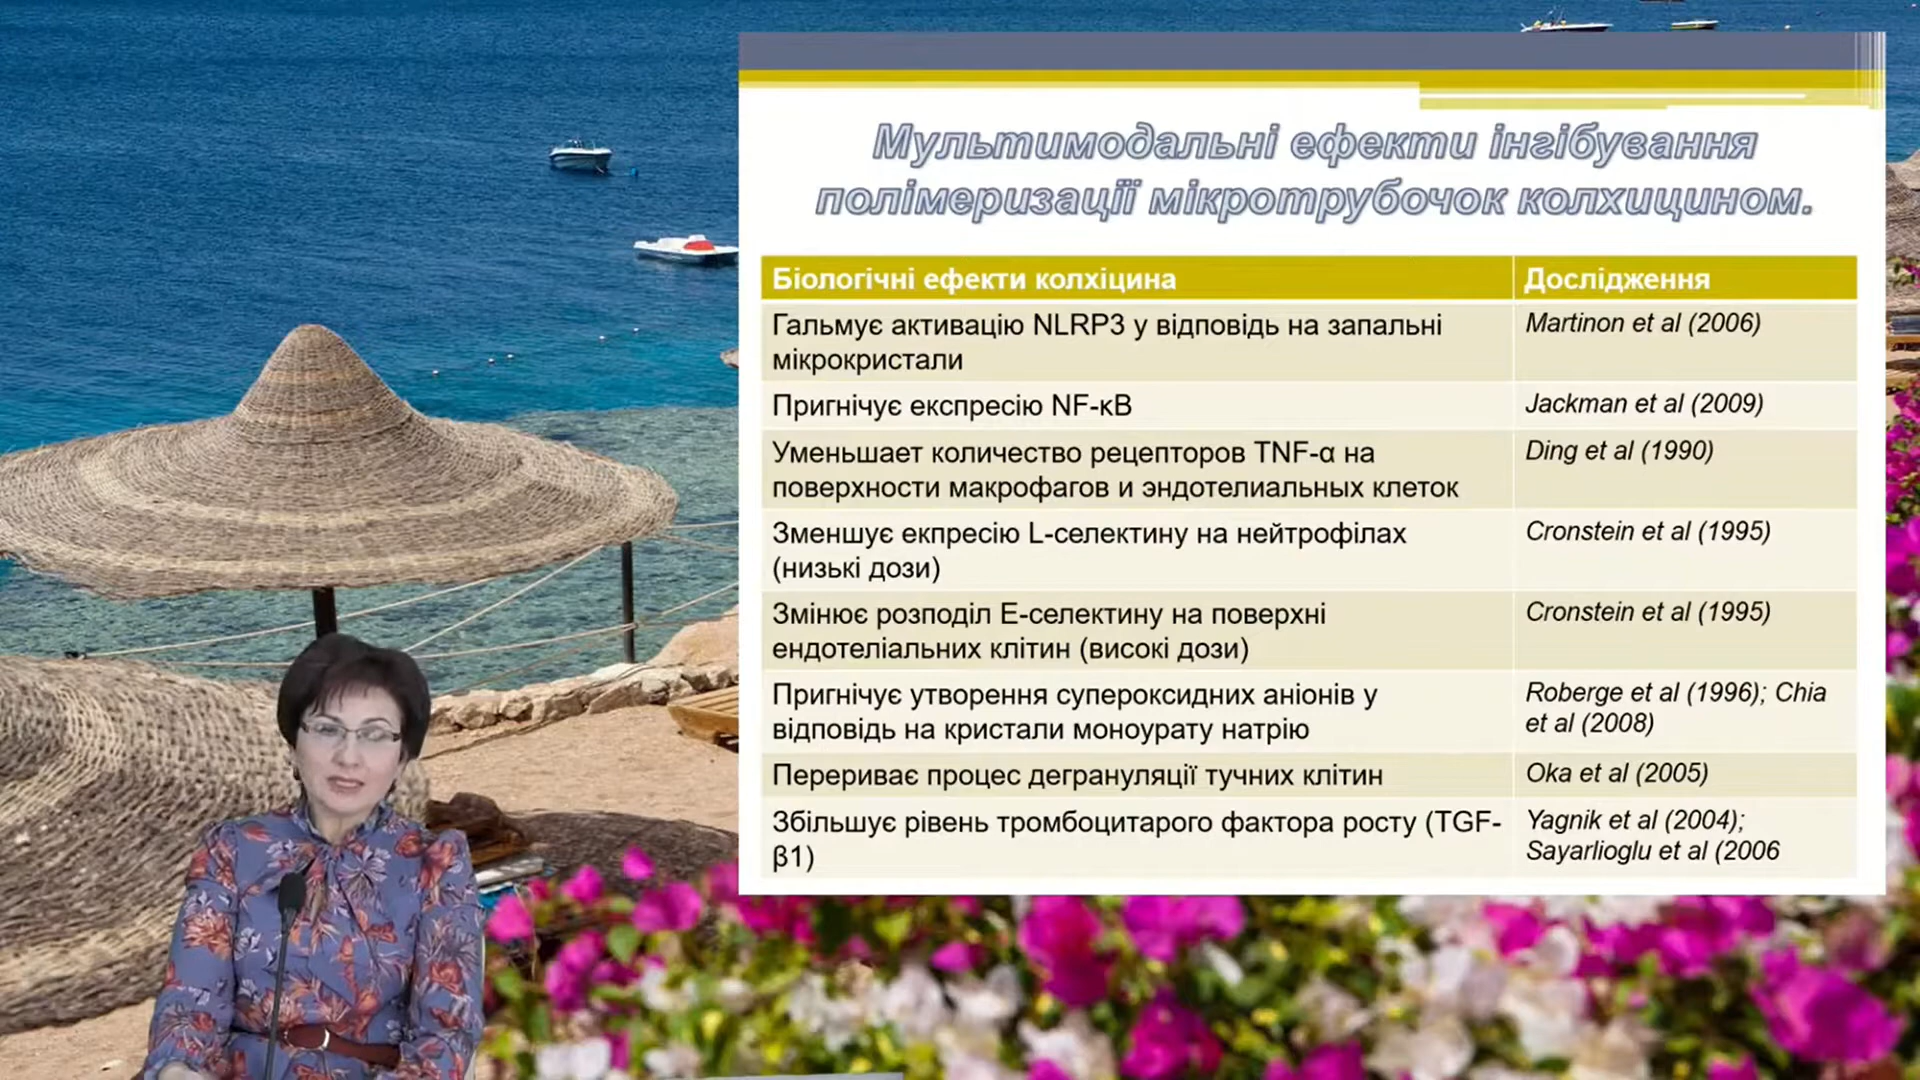 Мультимодальні ефекти інгібування
полімеризації мікротрубочок колхицином.
Біологічні ефекти колхіцина
Дослідження
Гальмує активацію NLRP3 у відповідь на запальні
мікрокристали
Martinon et al (2006)
Пригнічує експресію NF-κB
Jackman et al (2009)
Уменьшает количество рецепторов TNF-α на
поверхности макрофагов и эндотелиальных клеток
Ding et al (1990)
Зменшує екпресію L-селектину на нейтрофілах
(низькі дози)
Cronstein et al (1995)
Змінює розподіл Е-селектину на поверхні
ендотеліальних клітин (високі дози)
Cronstein et al (1995)
Пригнічує утворення супероксидних аніонів у
відповідь на кристали моноурату натрію
Roberge et al (1996); Chia
et al (2008)
Перериває процес дегрануляції тучних клітин
Oka et al (2005)
Збільшує рівень тромбоцитарого фактора росту (TGF-
β1)
Yagnik et al (2004);
Sayarlioglu et al (2006